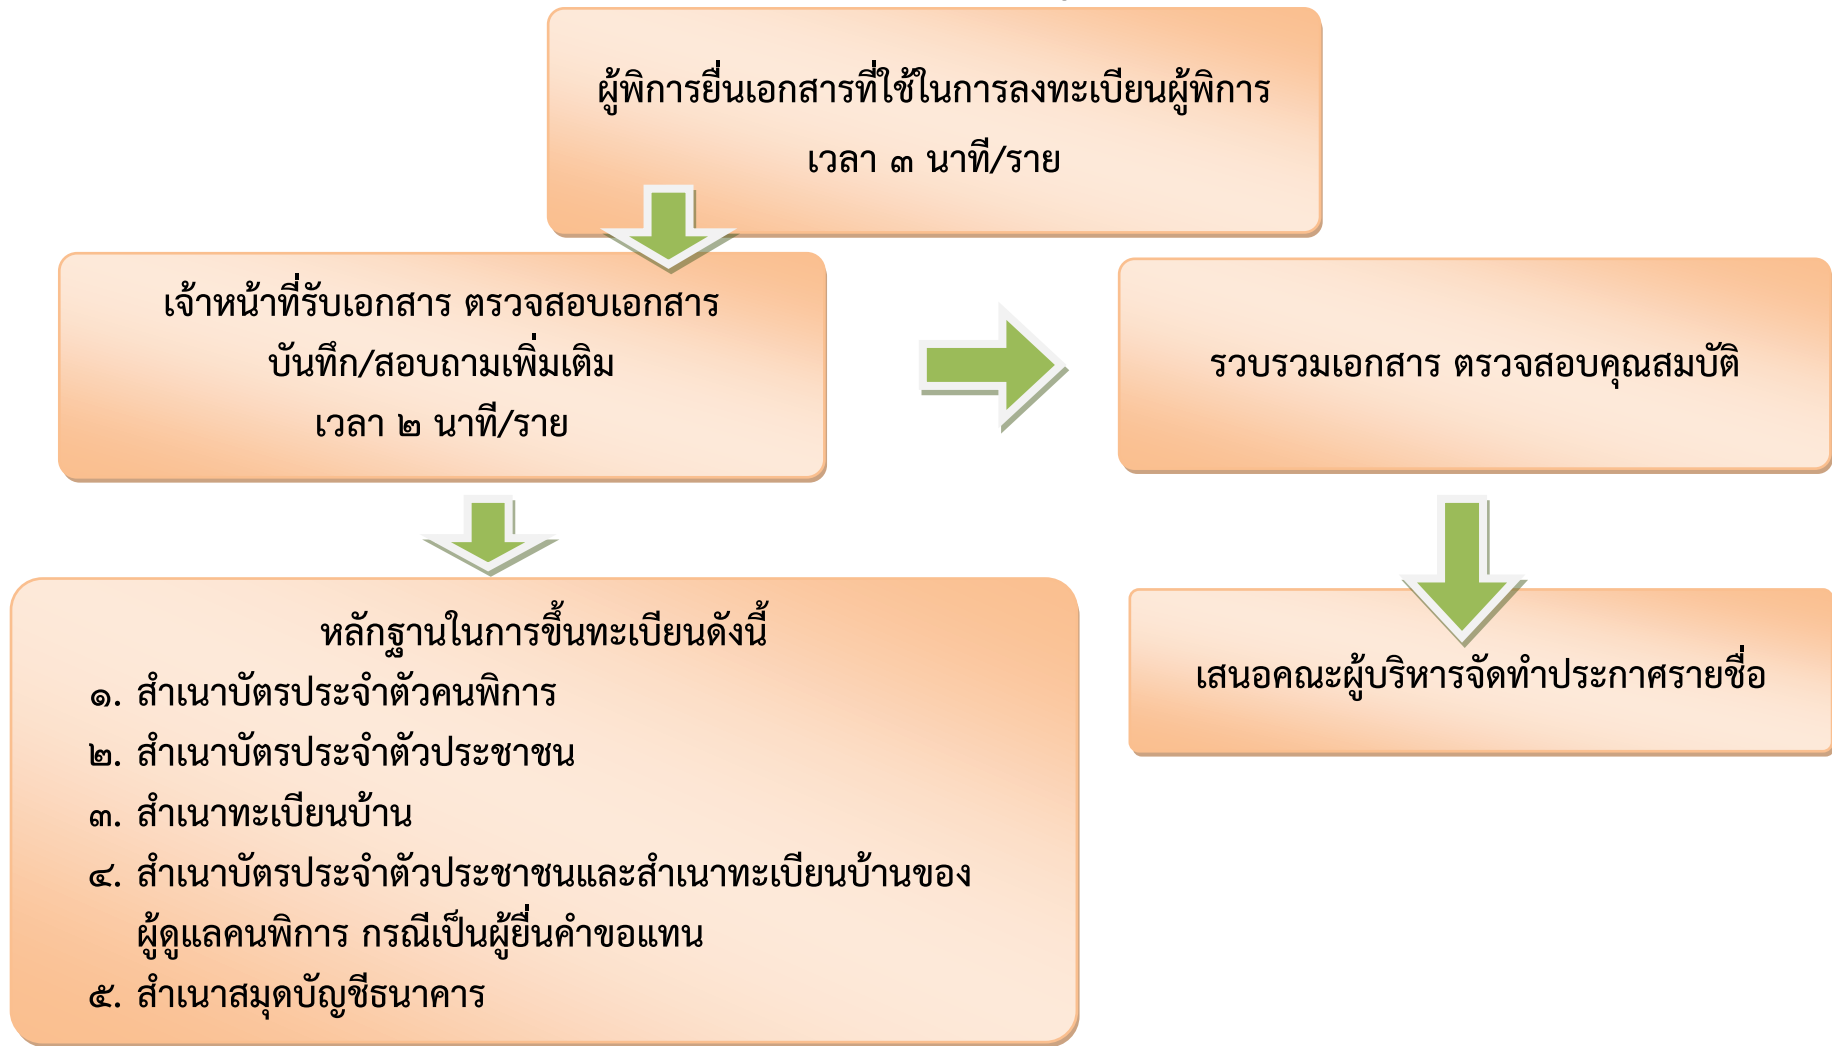 ผู้พิการยื่นเอกสารที่ใช้ในการลงทะเบียนผู้พิการ
เวลา ๓ นาที/ราย
เจ้าหน้าที่รับเอกสาร ตรวจสอบเอกสาร
บันทึก/สอบถามเพิ่มเติม
เวลา ๒ นาที/ราย
รวบรวมเอกสาร ตรวจสอบคุณสมบัติ
หลักฐานในการขึ้นทะเบียนดังนี้
๑. สำเนาบัตรประจำตัวคนพิการ
๒. สำเนาบัตรประจำตัวประชาชน
๓. สำเนาทะเบียนบ้าน
๔. สำเนาบัตรประจำตัวประชาชนและสำเนาทะเบียนบ้านของ
ผู้ดูแลคนพิการ กรณีเป็นผู้ยื่นคำขอแทน
๕. สำเนาสมุดบัญชีธนาคาร
เสนอคณะผู้บริหารจัดทำประกาศรายชื่อ